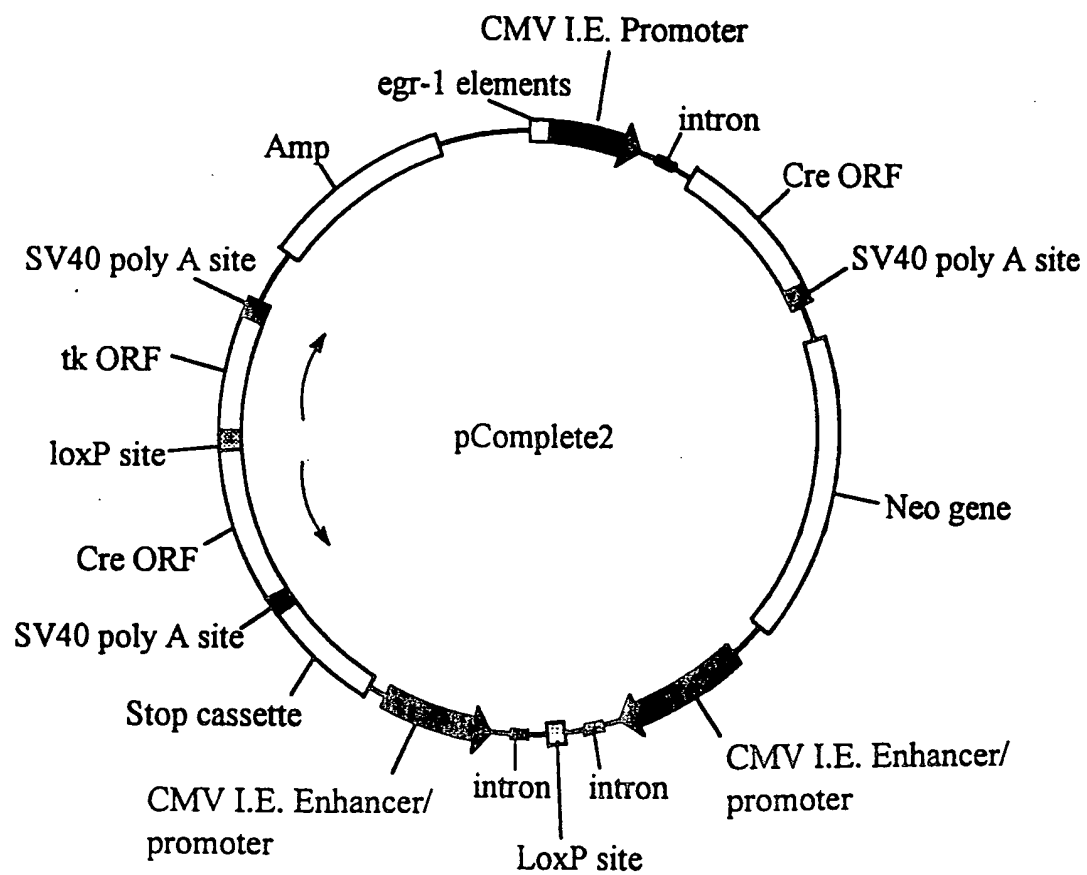 CMV I.E. Promoter
egr-1 elements
intron
Amp
Cre ORF
SV40 poly A site
SV40 poly A site
tk ORF
pComplete2
loxP site
Neo gene
Cre ORF
SV40 poly A site
Stop cassette
CMV I.E. Enhancer/
promoter
intron
intron
CMV I.E. Enhancer/
promoter
LoxP site